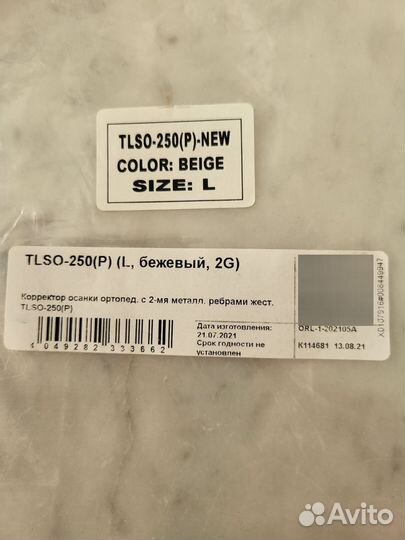 TLSO-250(P)-NEW
COLOR: BEIGE
SIZE: L
TLSO-250(P) (L, бежевый, 2G)
Корректор осанки ортопед. с 2-мя металл. ребрами жест.
TLSO-250(P)
4 049282 333662
Дата изготовления:
21.07.2021
Срок годности не
установлен
ORL-1-202105A
K114681 13.08.21
XD107916#008449947
Avito